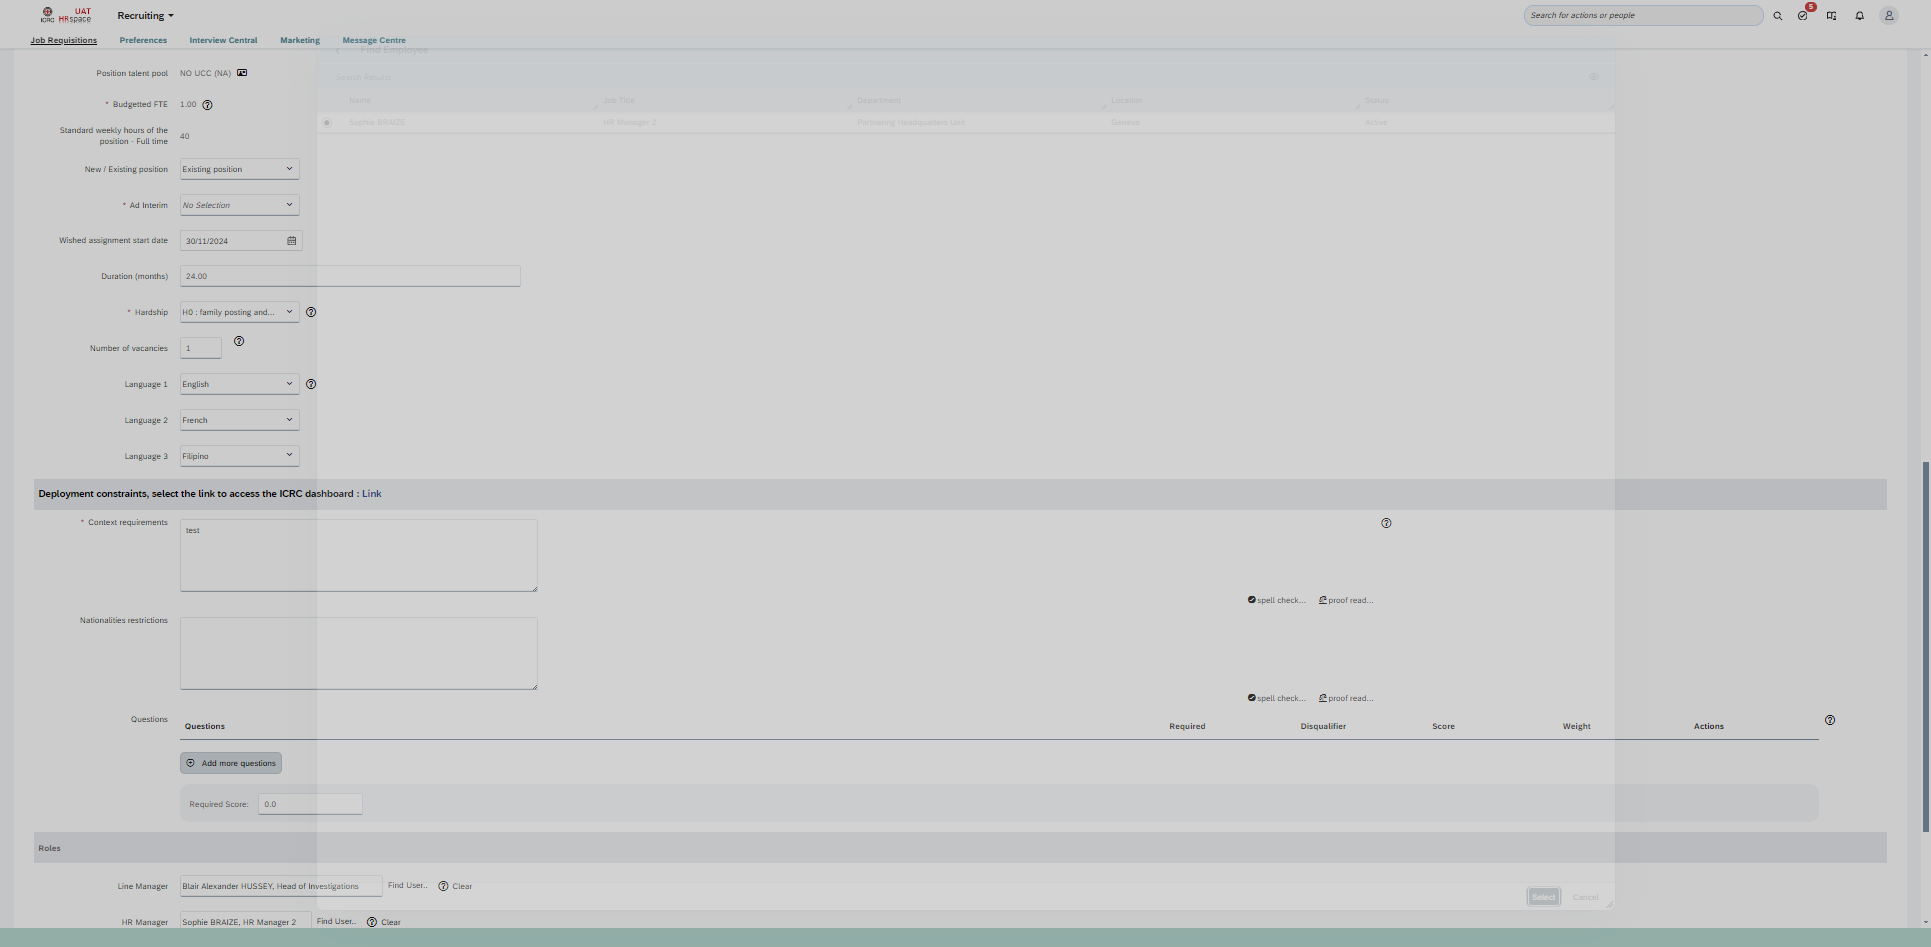 UAT
ICRC HRspace
Recruiting
Search for actions or people
5
Job Requisitions
Preferences
Interview Central
Marketing
Message Centre
Find Employee
Position talent pool
NO UCC (NA)
Search Results
* Budgetted FTE
1.00
Name
Job Title
Department
Location
Status
Sophie BRAIZE
HR Manager 2
Partnering Headquarters Unit
Geneva
Active
Standard weekly hours of the
position - Full time
40
New / Existing position
Existing position
* Ad Interim
No Selection
Wished assignment start date
30/11/2024
Duration (months)
24.00
* Hardship
H0 : family posting and...
Number of vacancies
1
Language 1
English
Language 2
French
Language 3
Filipino
Deployment constraints, select the link to access the ICRC dashboard : Link
* Context requirements
test
spell check...
proof read...
Nationalities restrictions
spell check...
proof read...
Questions
Questions
Required
Disqualifier
Score
Weight
Actions
Add more questions
Required Score:
0.0
Roles
Line Manager
Blair Alexander HUSSEY, Head of Investigations
Find User..
Clear
Select
Cancel
HR Manager
Sophie BRAIZE, HR Manager 2
Find User..
Clear